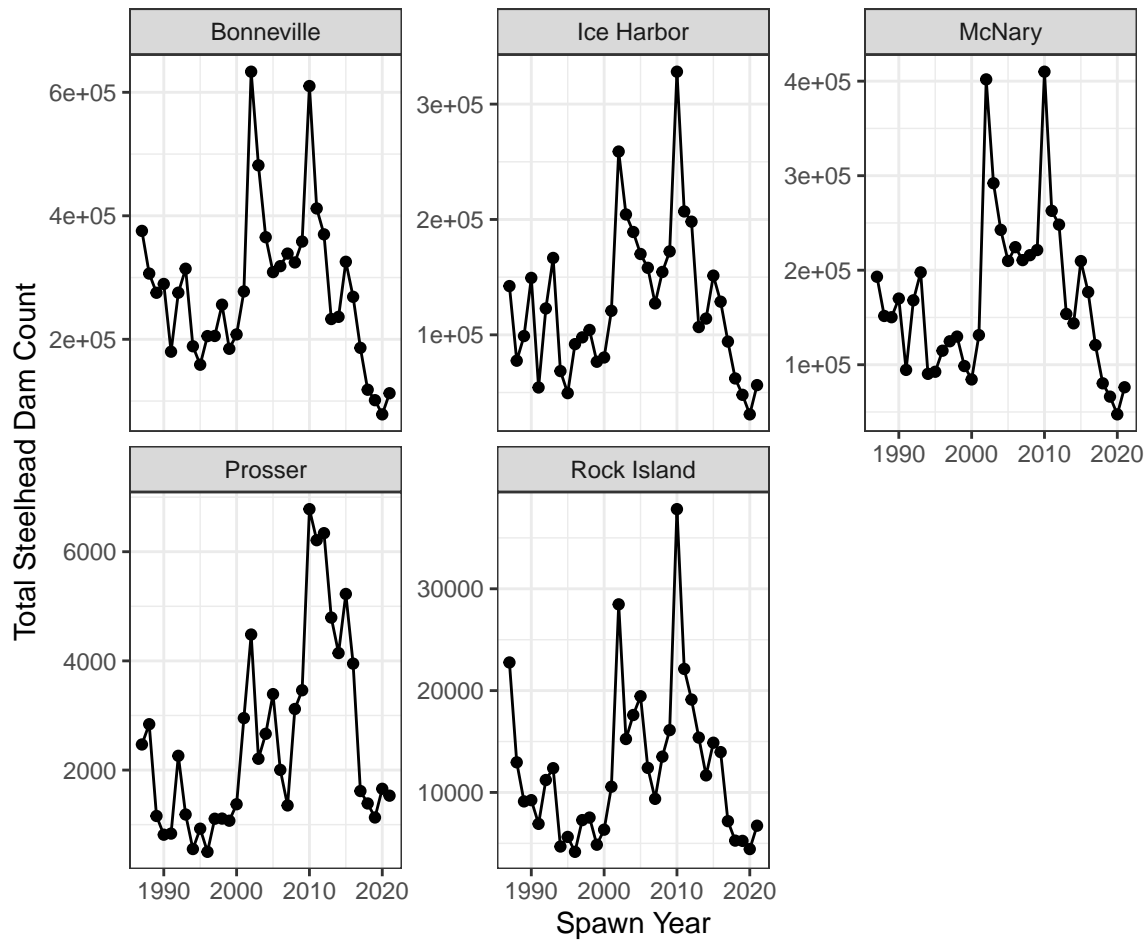 Bonneville
Ice Harbor
McNary
6e+05
4e+05
2e+05
3e+05
2e+05
1e+05
4e+05
3e+05
2e+05
1e+05
1990 2000 2010 2020
Prosser
Rock Island
6000
4000
2000
30000
20000
10000
1990 2000 2010 2020
1990 2000 2010 2020
Total Steelhead Dam Count
Spawn Year